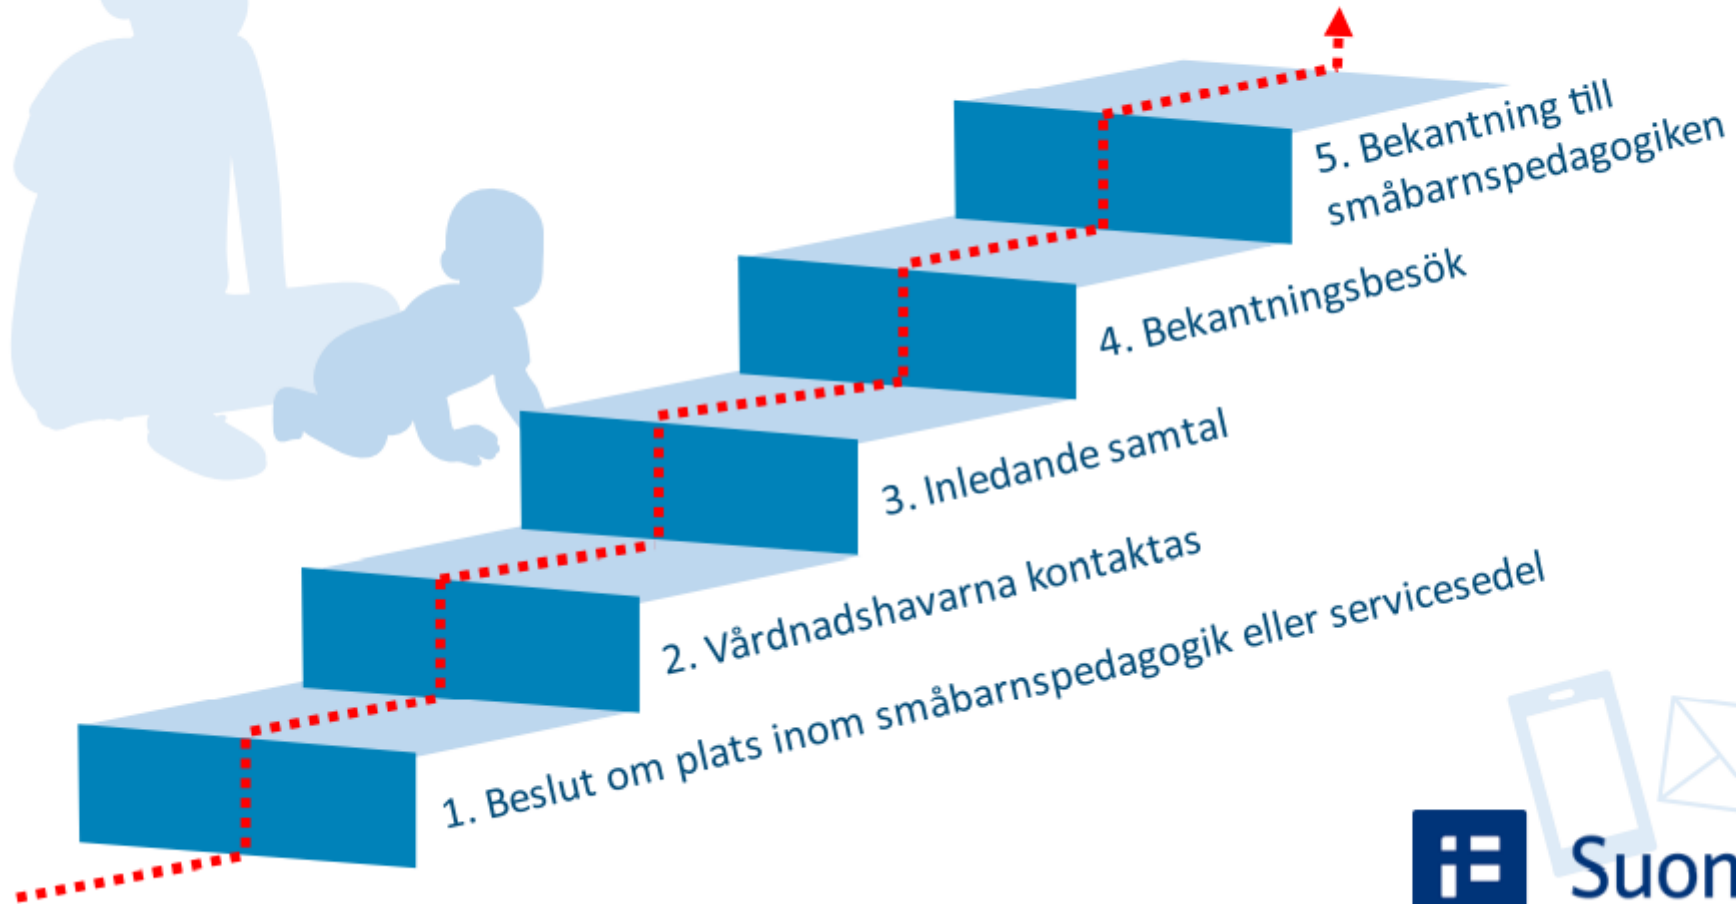 5. Bekantning till
småbarnspedagogiken
4. Bekantningsbesök
3. Inledande samtal
2. Vårdnadshavarna kontaktas
1. Beslut om plats inom småbarnspedagogik eller servicesedel